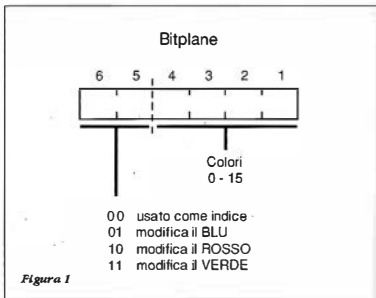 Bitplane
6 5 4 3 2 1
Colori
0 - 15
00 usato come indice
01 modifica il BLU
10 modifica il ROSSO
11 modifica il VERDE
Figura 1